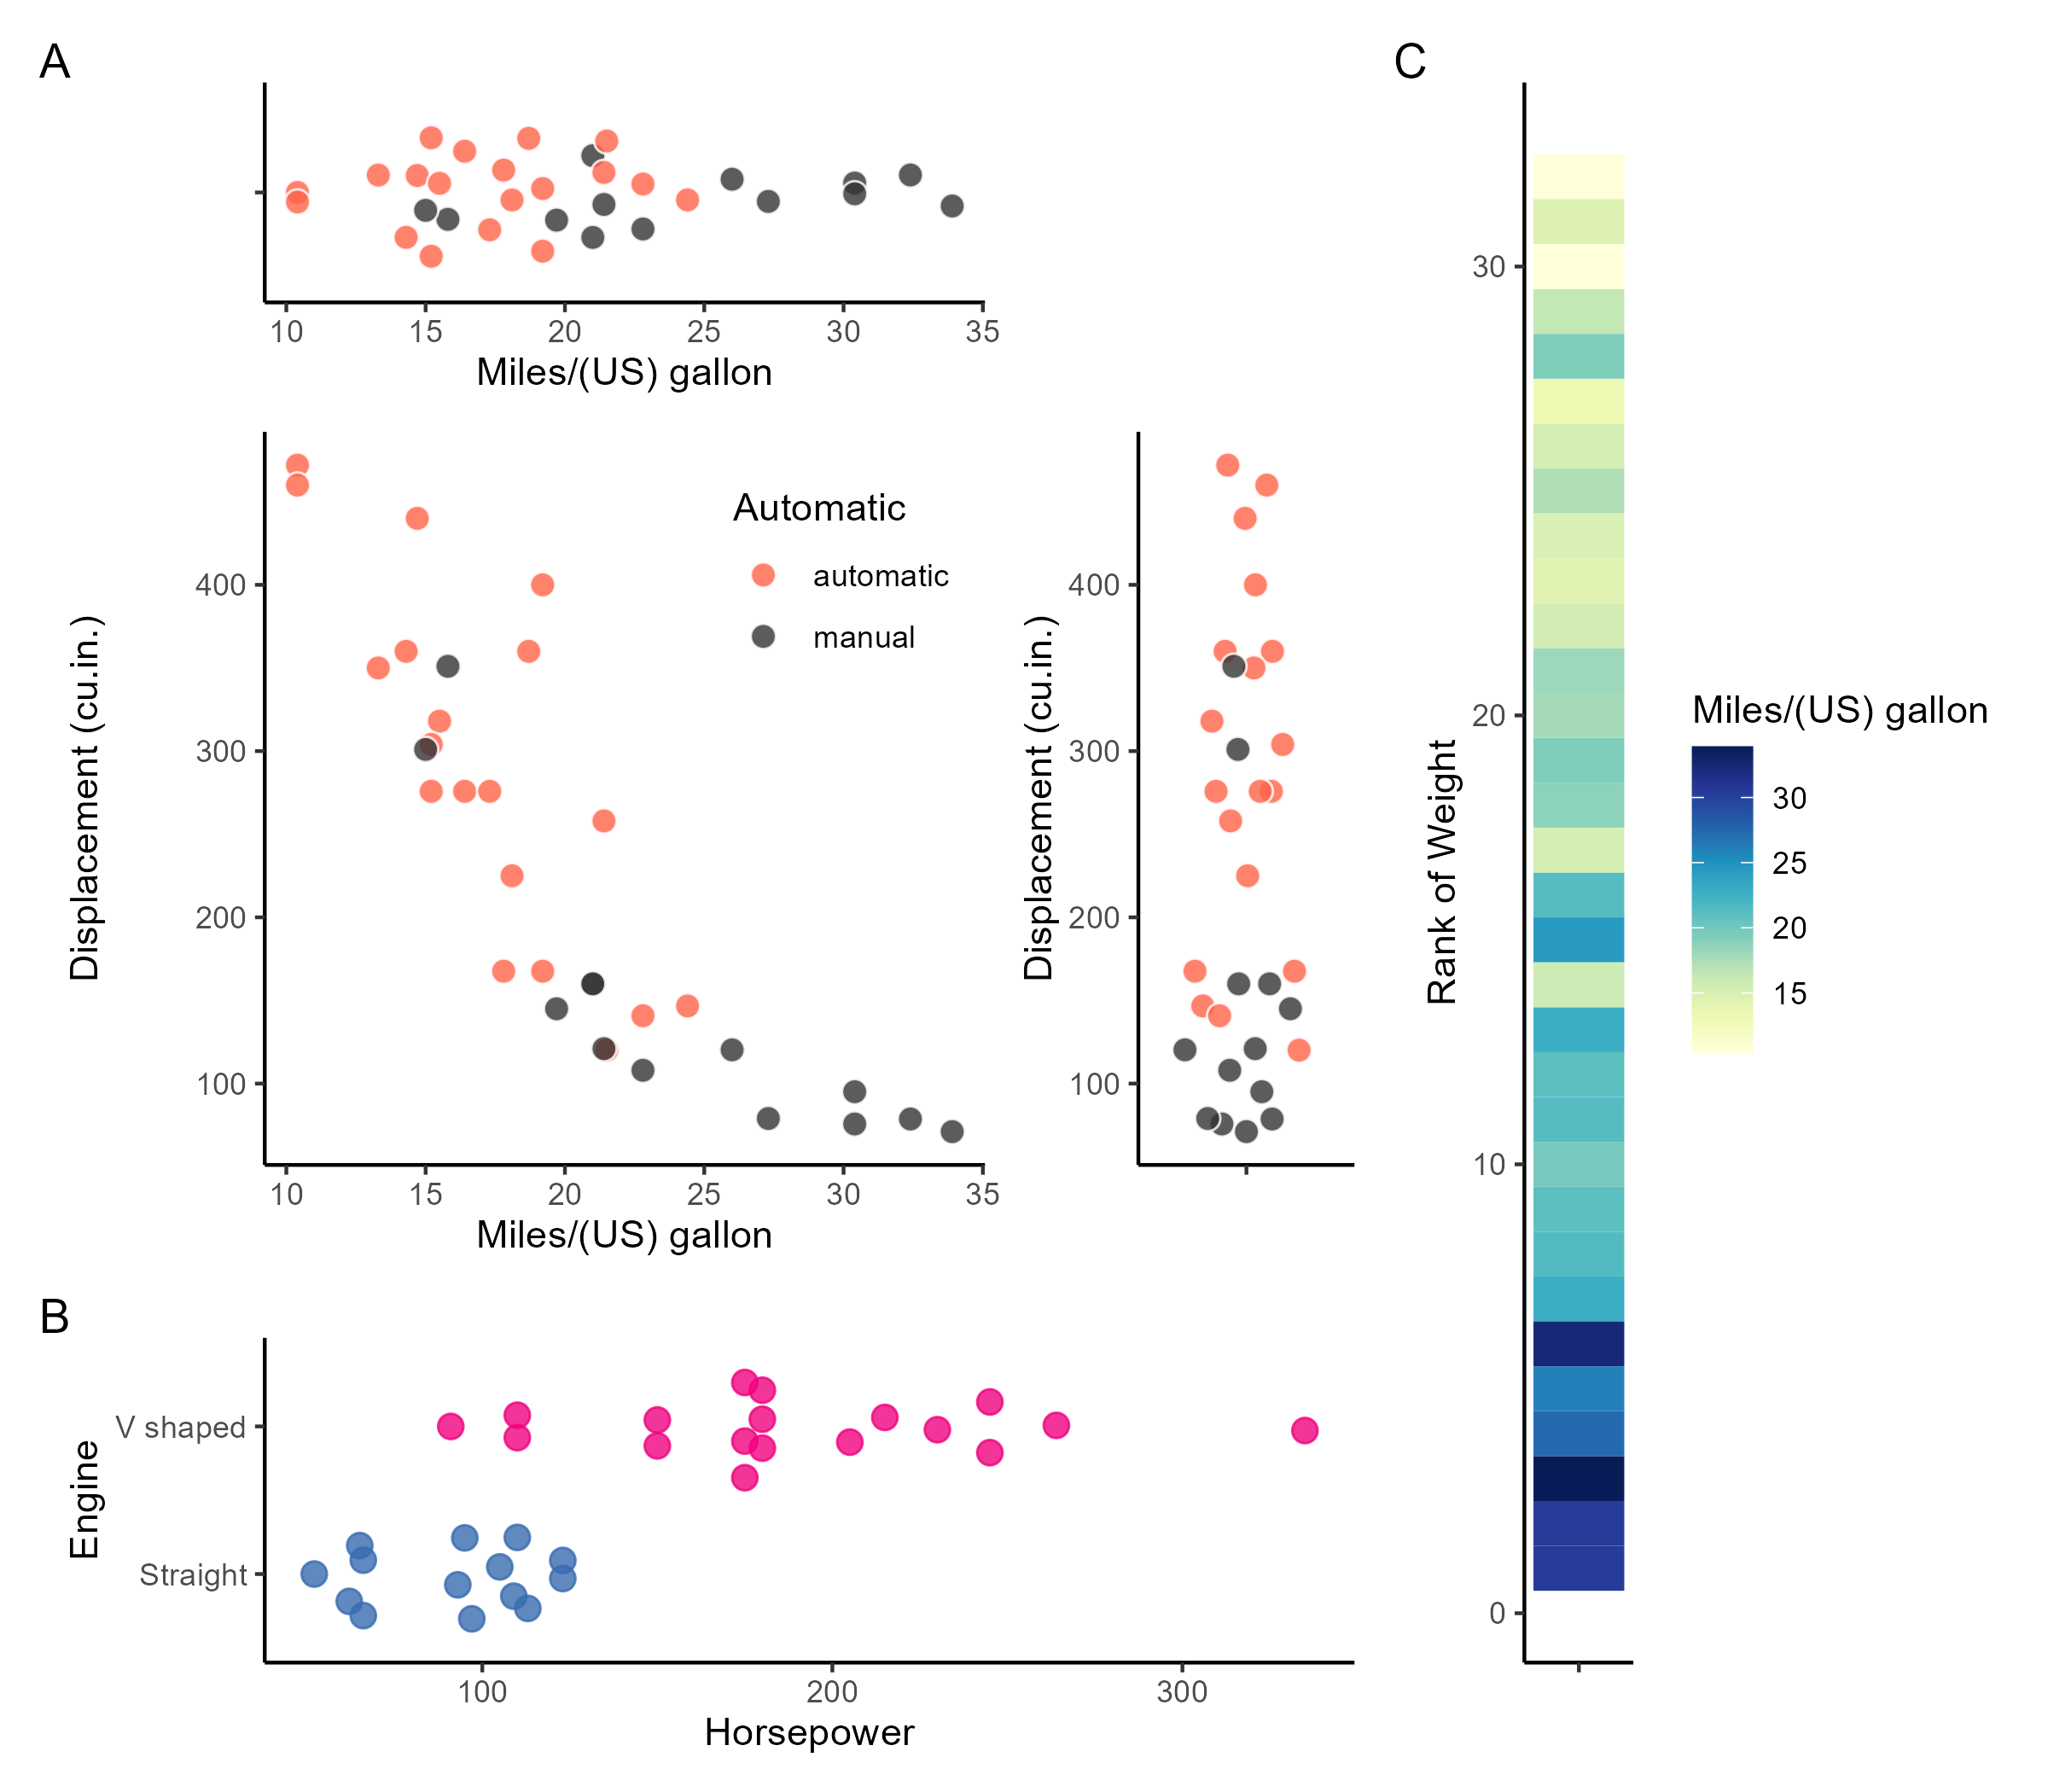 A
10 15 20 25 30 35
Miles/(US) gallon
Displacement (cu.in.)
400
300
200
100
Automatic
automatic
manual
10 15 20 25 30 35
Miles/(US) gallon
Displacement (cu.in.)
400
300
200
100
B
Engine
V shaped
Straight
100 200 300
Horsepower
C
Rank of Weight
30
20
10
0
Miles/(US) gallon
30
25
20
15